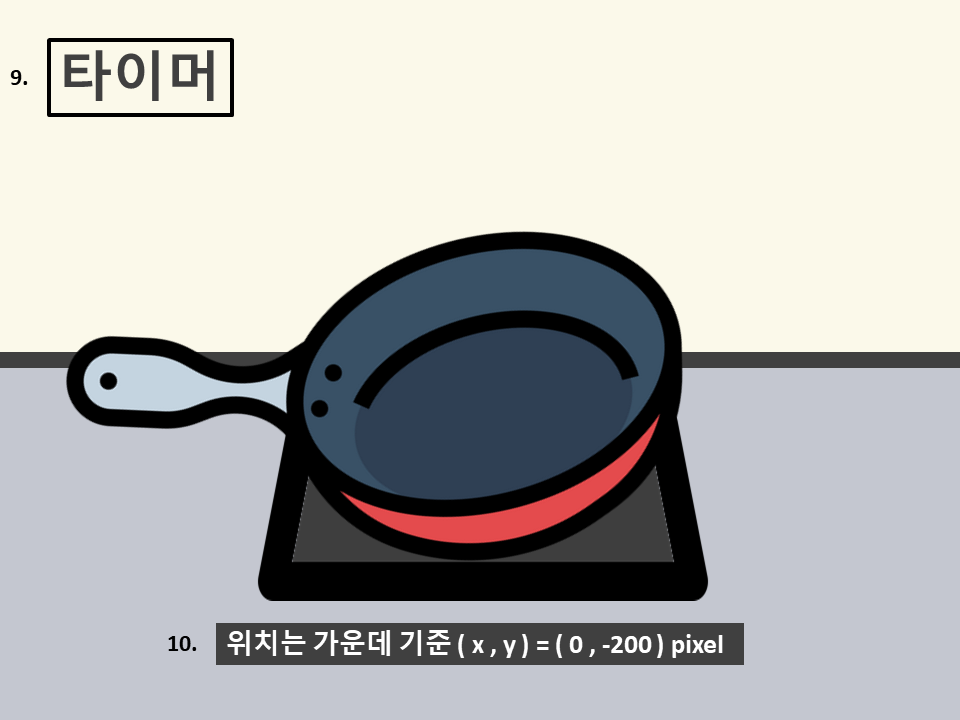 9. 타이머
10. 위치는 가운데 기준 ( x , y ) = ( 0 , -200 ) pixel